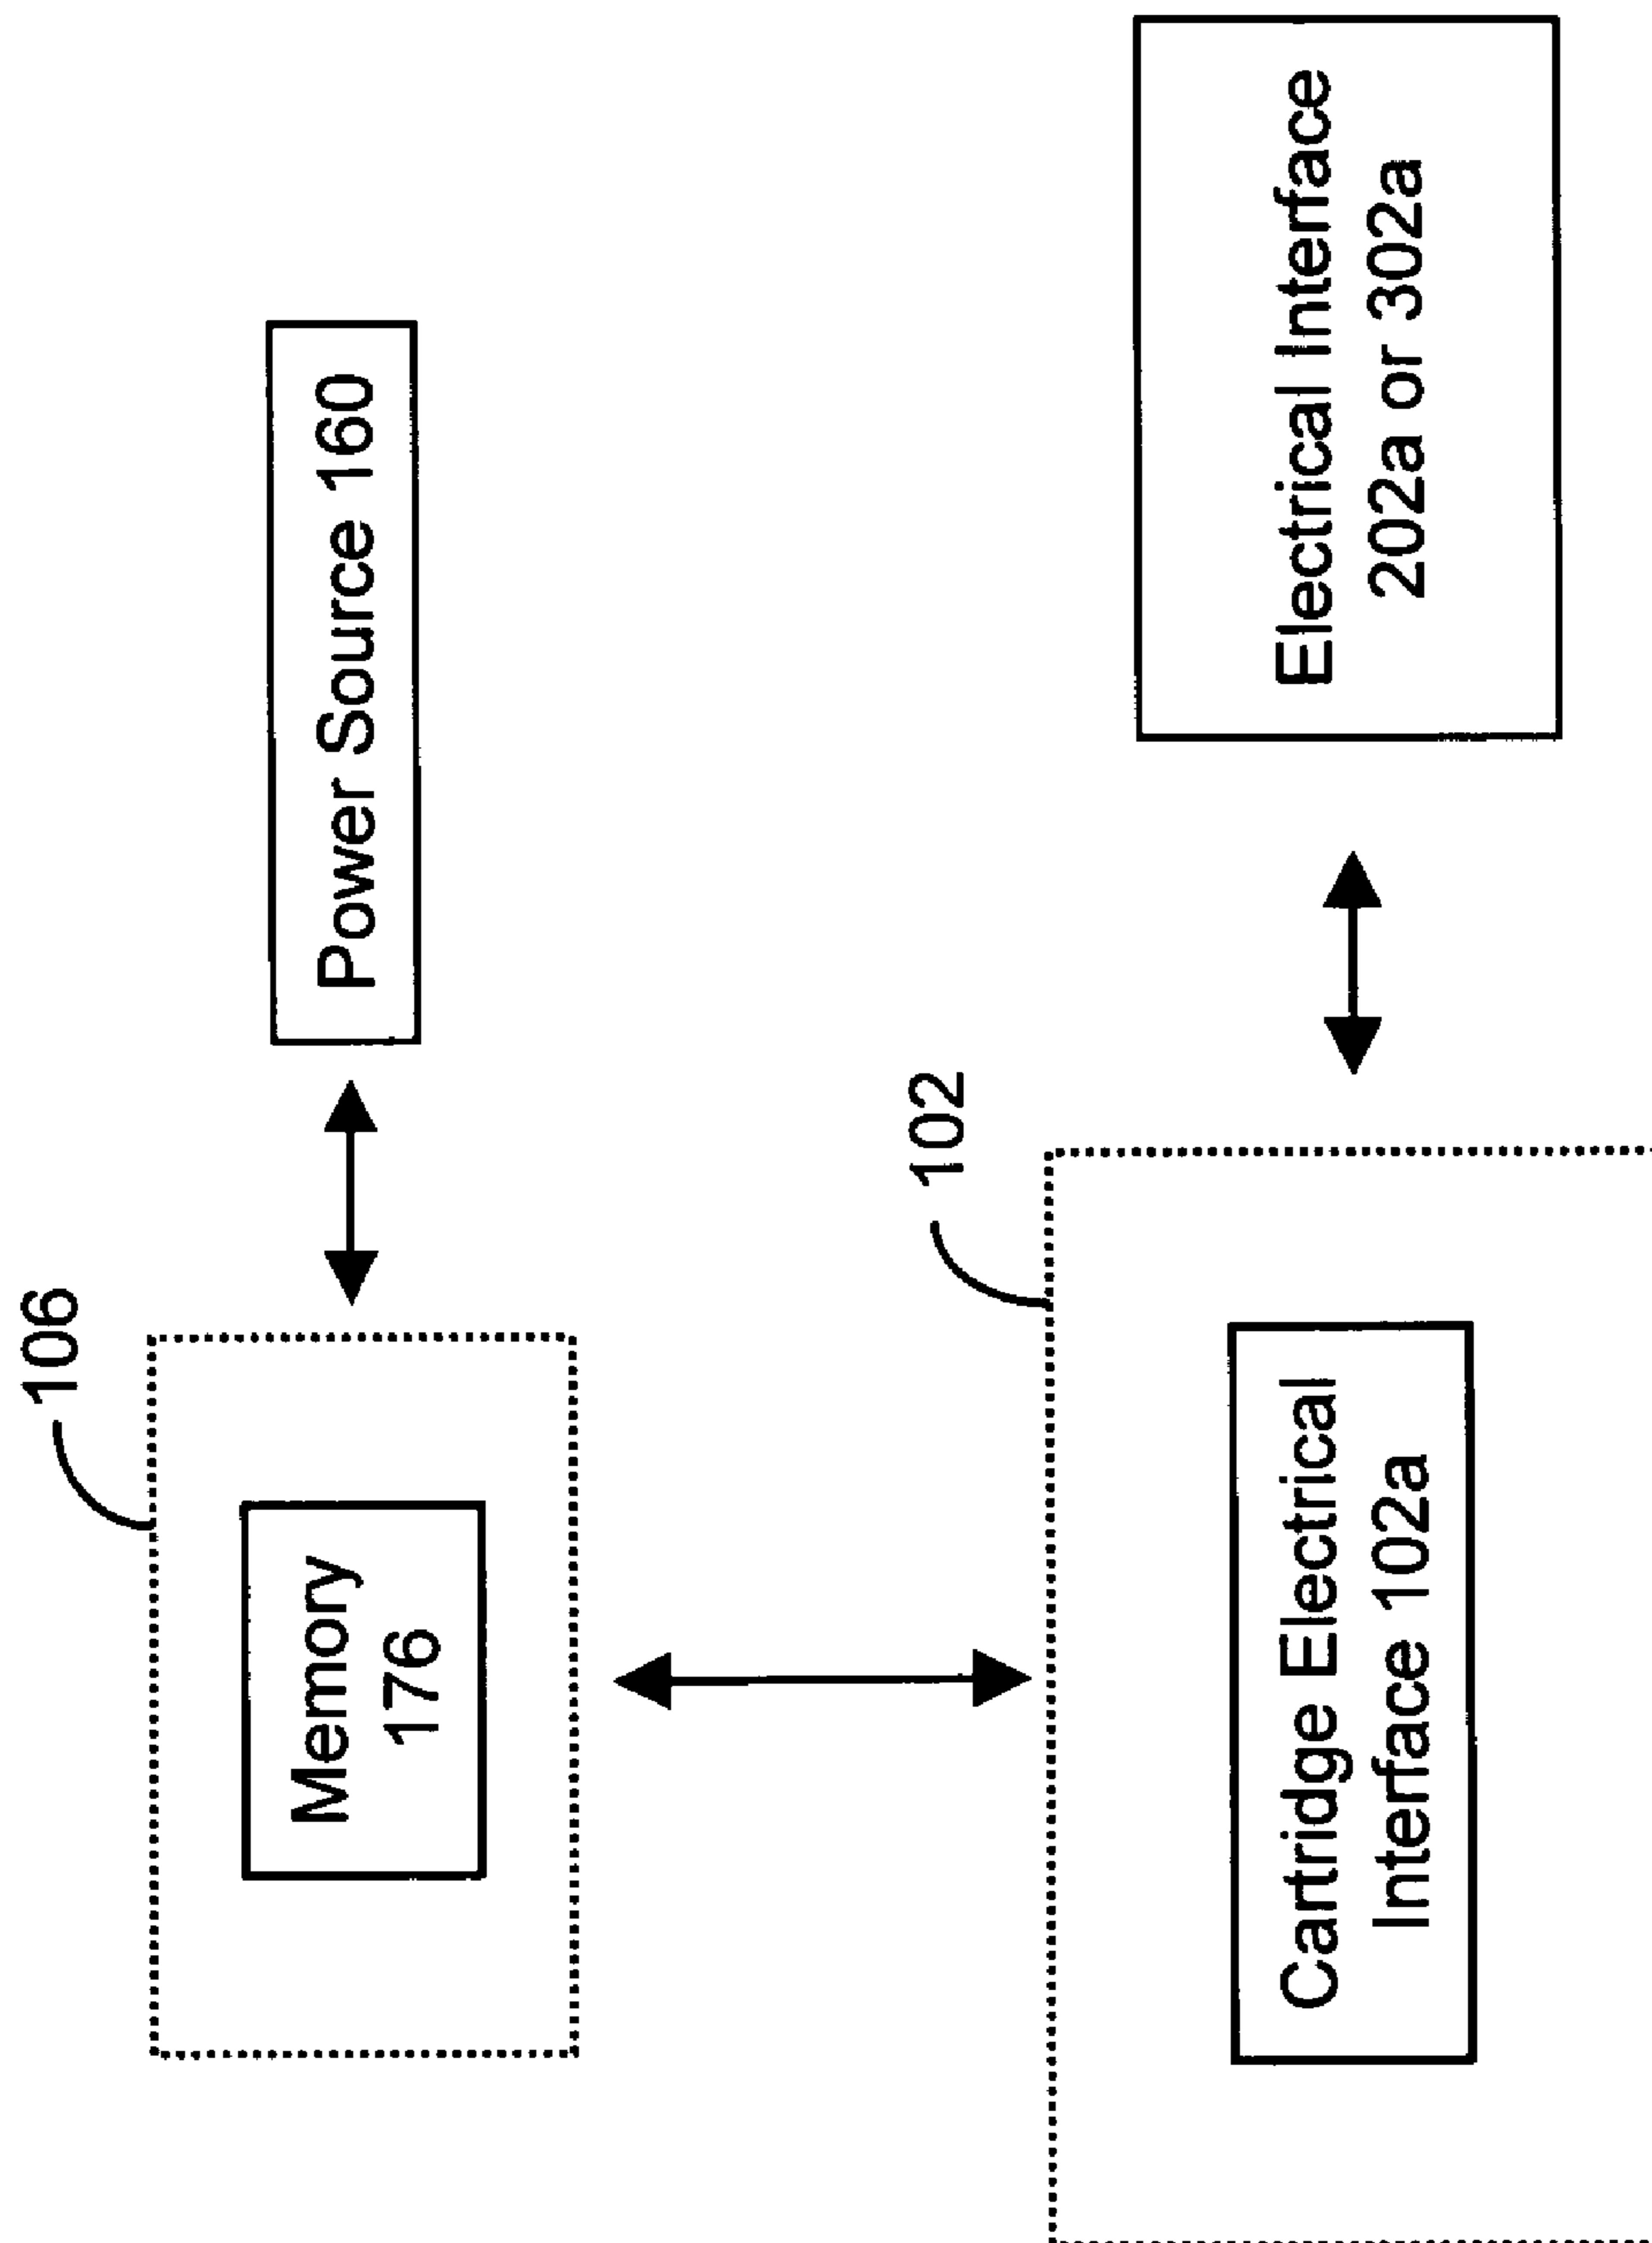 106
Memory
176
Power Source 160
102
Cartridge Electrical
Interface 102a
Electrical Interface
202a or 302a